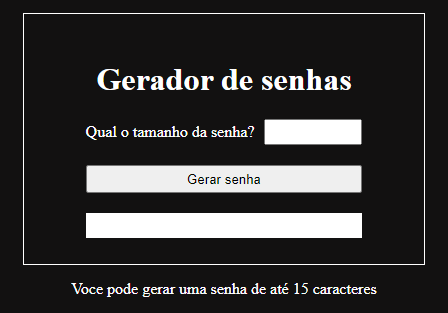 Gerador de senhas
Qual o tamanho da senha?
Gerar senha
Voce pode gerar uma senha de até 15 caracteres